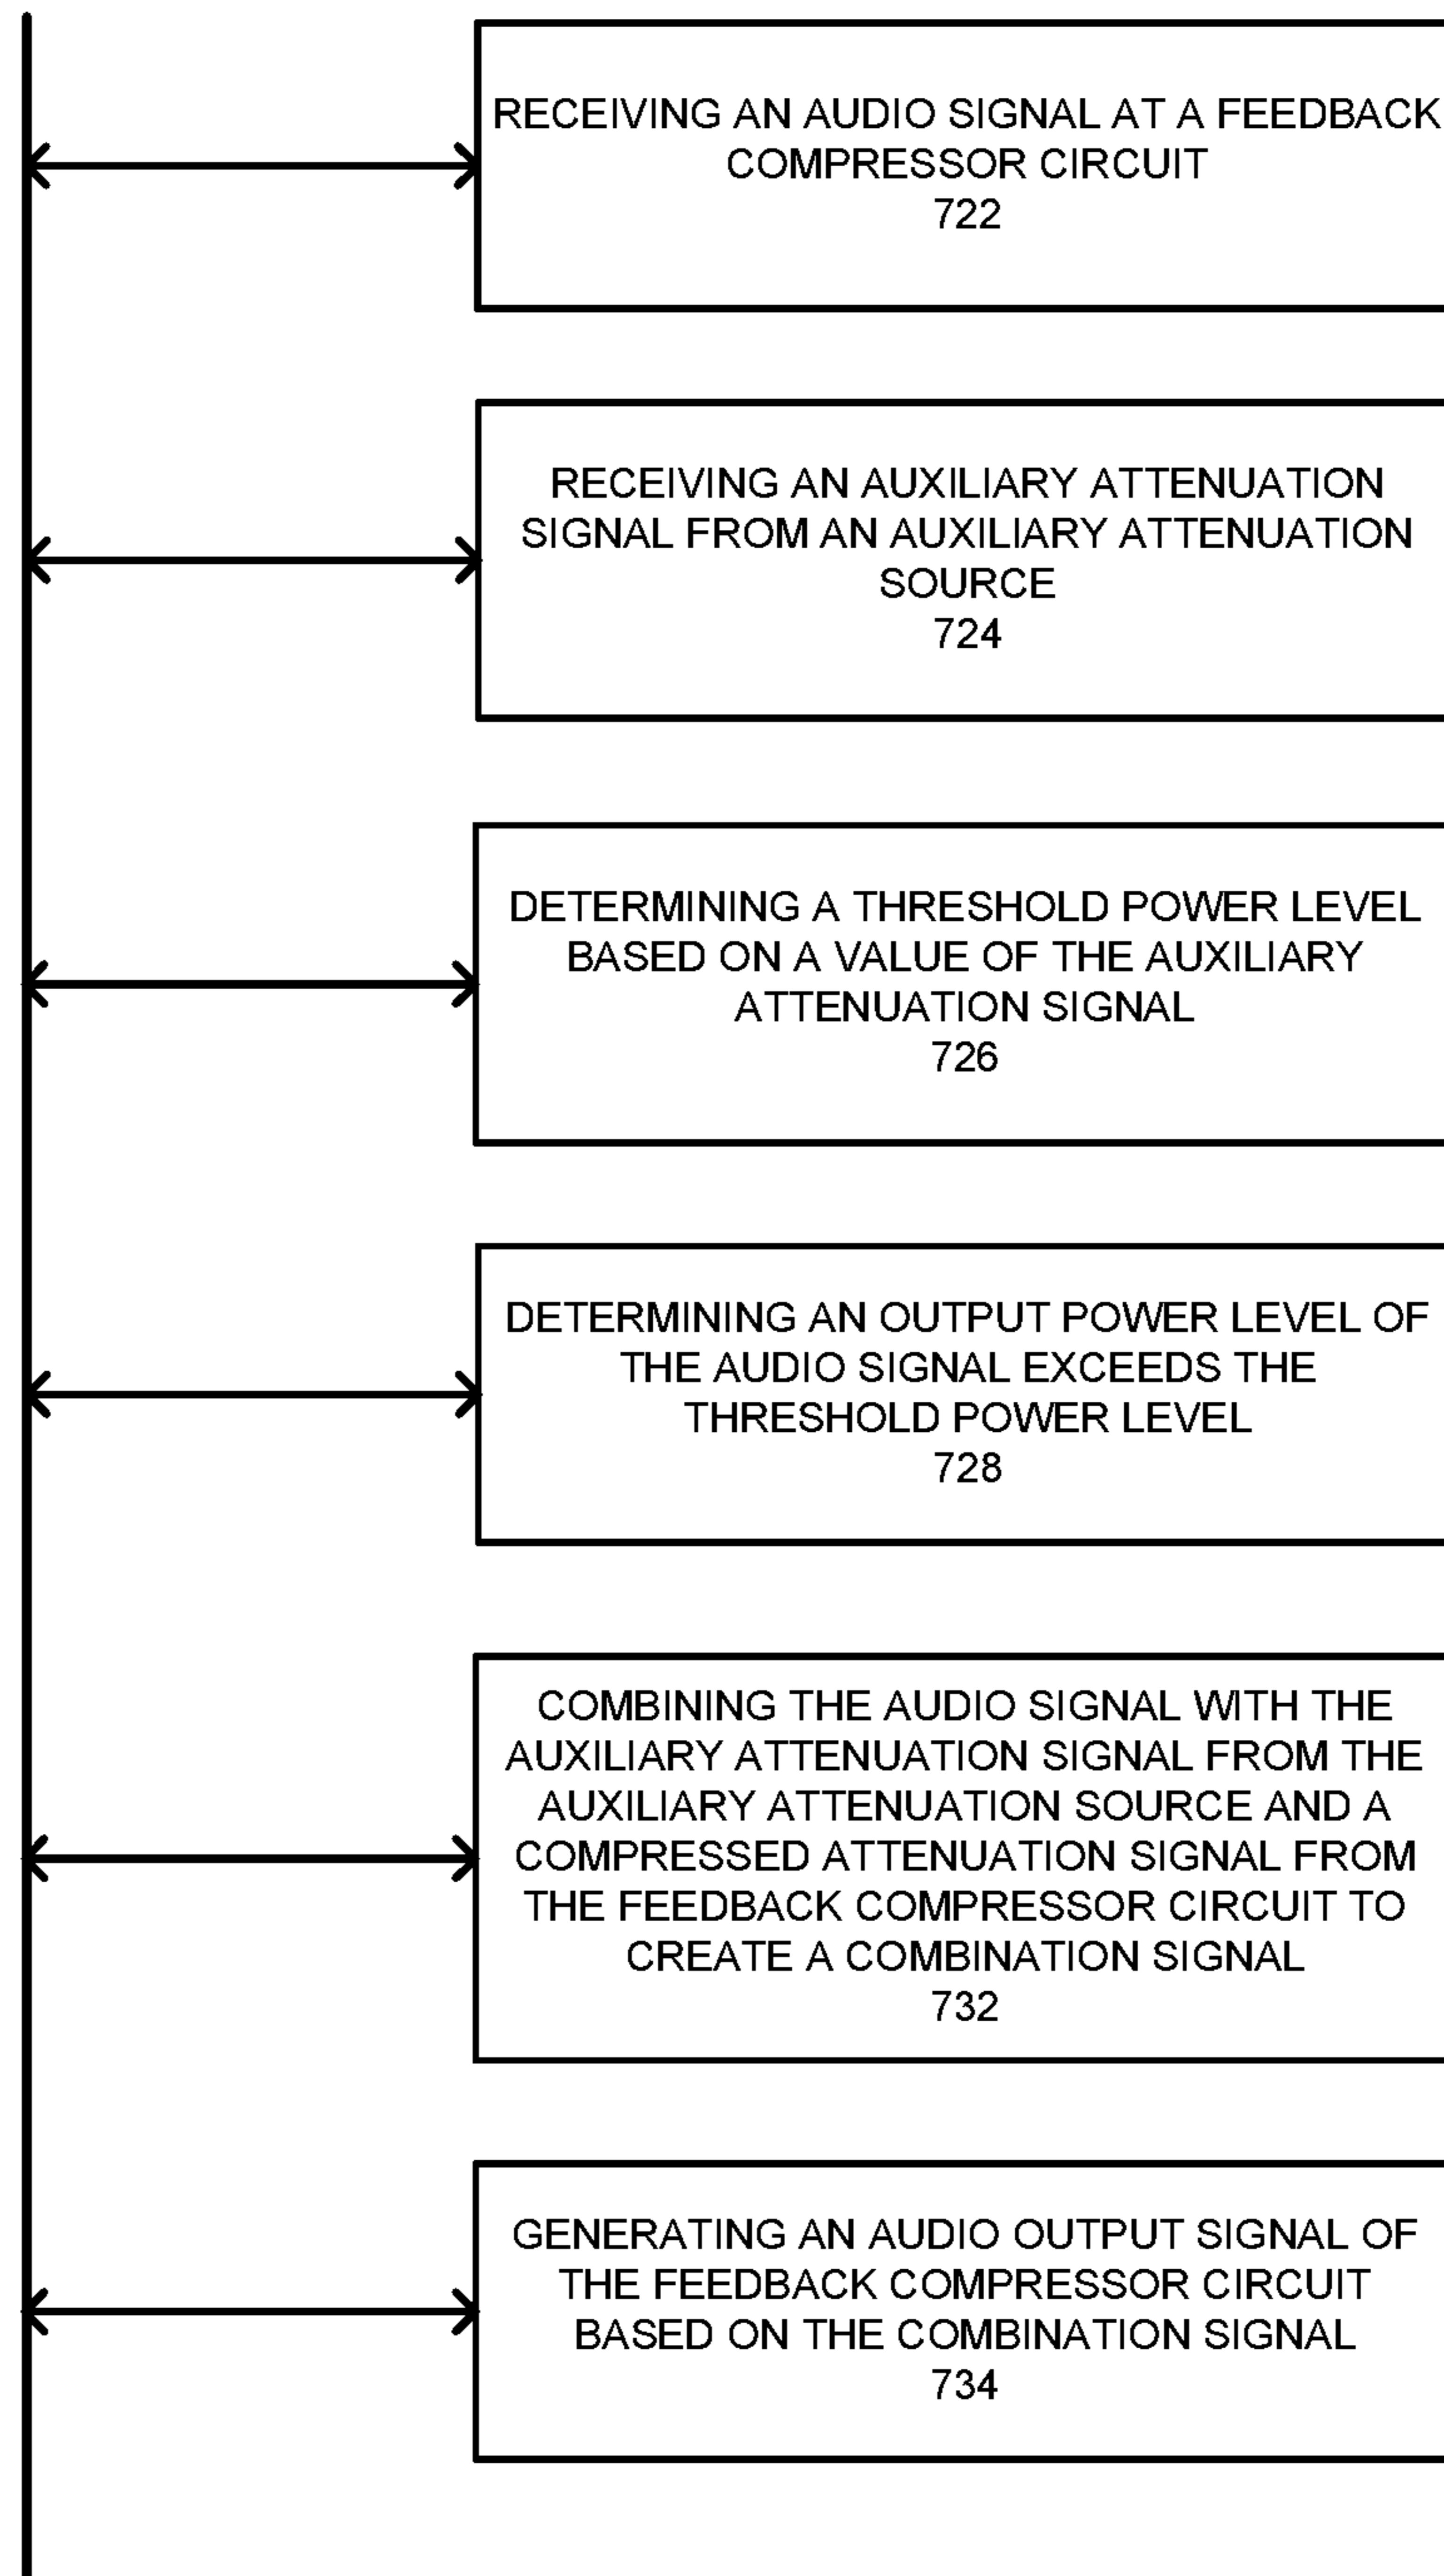 RECEIVING AN AUDIO SIGNAL AT A FEEDBACK
COMPRESSOR CIRCUIT
722
RECEIVING AN AUXILIARY ATTENUATION
SIGNAL FROM AN AUXILIARY ATTENUATION
SOURCE
724
DETERMINING A THRESHOLD POWER LEVEL
BASED ON A VALUE OF THE AUXILIARY
ATTENUATION SIGNAL
726
DETERMINING AN OUTPUT POWER LEVEL OF
THE AUDIO SIGNAL EXCEEDS THE
THRESHOLD POWER LEVEL
728
COMBINING THE AUDIO SIGNAL WITH THE
AUXILIARY ATTENUATION SIGNAL FROM THE
AUXILIARY ATTENUATION SOURCE AND A
COMPRESSED ATTENUATION SIGNAL FROM
THE FEEDBACK COMPRESSOR CIRCUIT TO
CREATE A COMBINATION SIGNAL
732
GENERATING AN AUDIO OUTPUT SIGNAL OF
THE FEEDBACK COMPRESSOR CIRCUIT
BASED ON THE COMBINATION SIGNAL
734